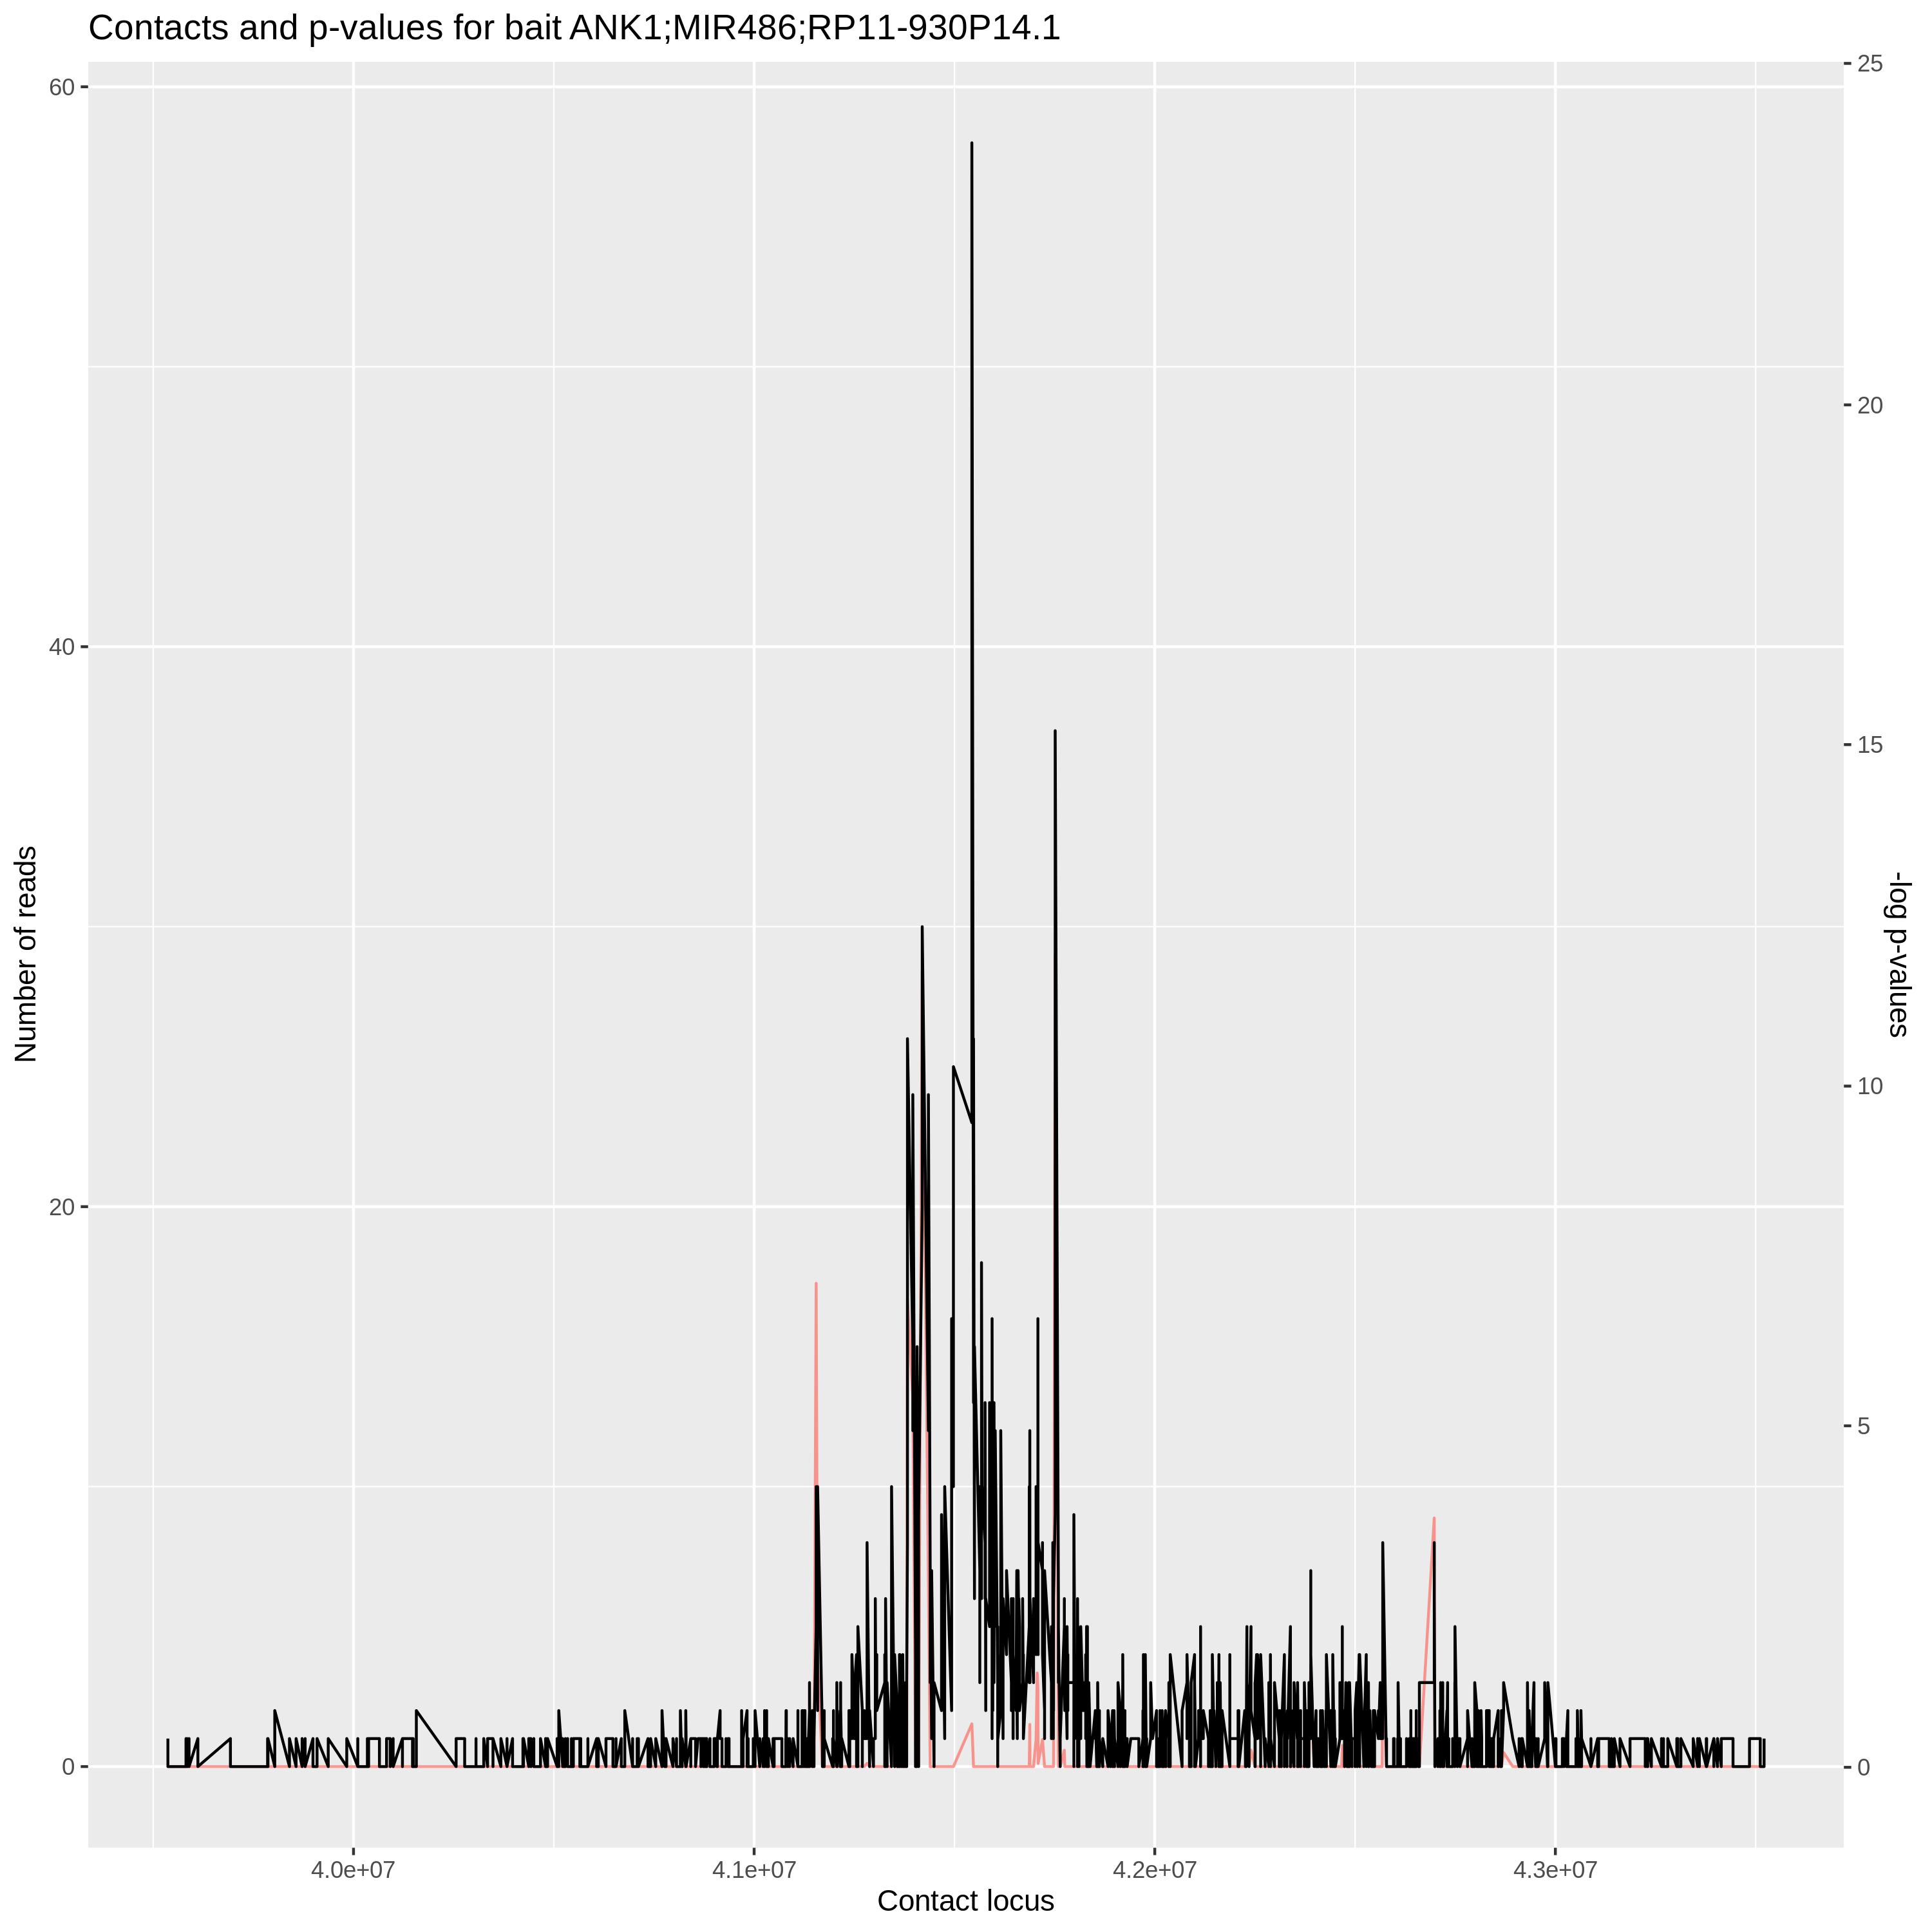 Contacts and p-values for bait ANK1;MIR486;RP11-930P14.1
60
40
20
0
Number of reads
25
20
15
10
5
0
-log p-values
4.0e+07
4.1e+07
4.2e+07
4.3e+07
Contact locus